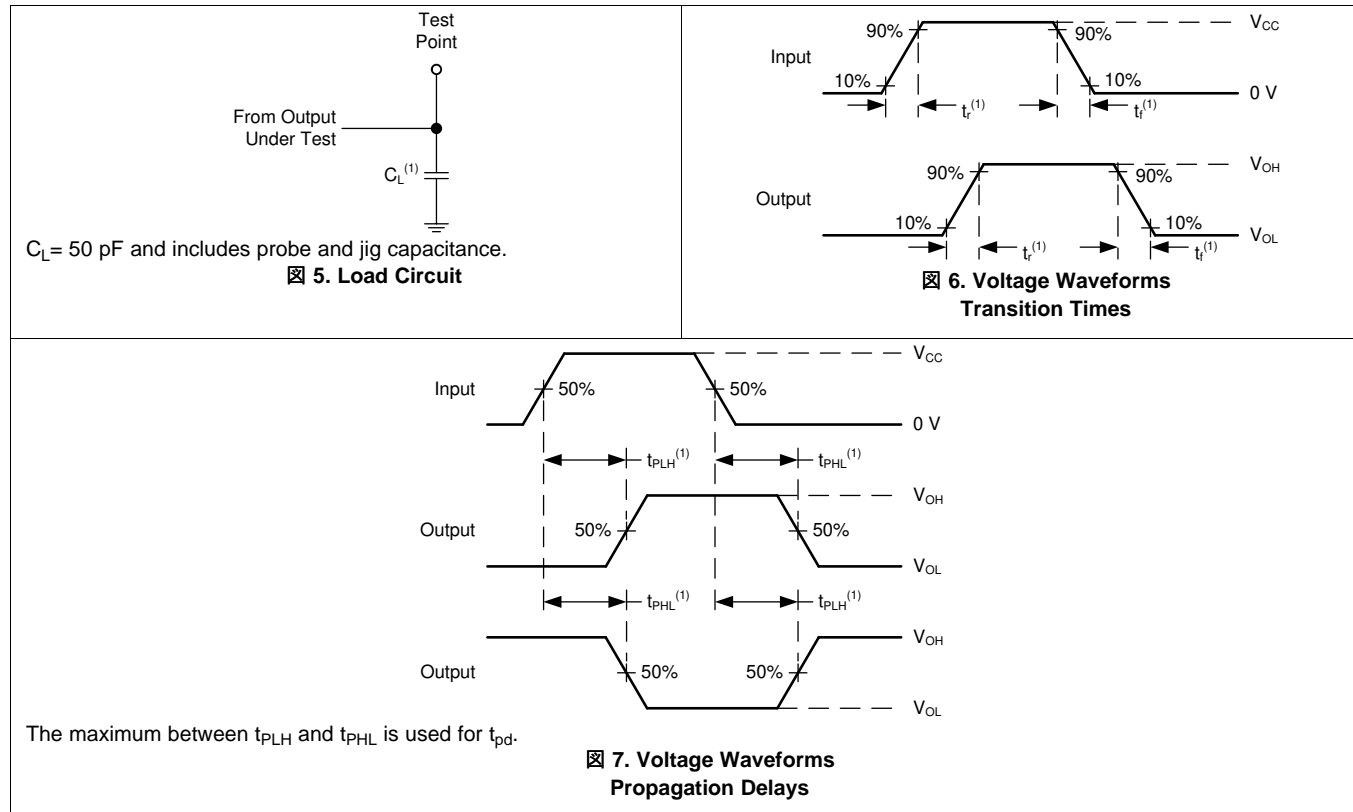 Test
Point
From Output
Under Test
C_L^(1)
C_L= 50 pF and includes probe and jig capacitance.
図 5. Load Circuit
V_CC
90%
90%
Input
10%
10%
0 V
t_r^(1)
t_f^(1)
V_OH
90%
90%
Output
10%
10%
V_OL
t_r^(1)
t_f^(1)
図 6. Voltage Waveforms
Transition Times
V_CC
Input
50%
50%
0 V
t_PLH^(1)
t_PHL^(1)
V_OH
Output
50%
50%
V_OL
t_PHL^(1)
t_PLH^(1)
V_OH
Output
50%
50%
V_OL
The maximum between t_PLH and t_PHL is used for t_pd.
図 7. Voltage Waveforms
Propagation Delays